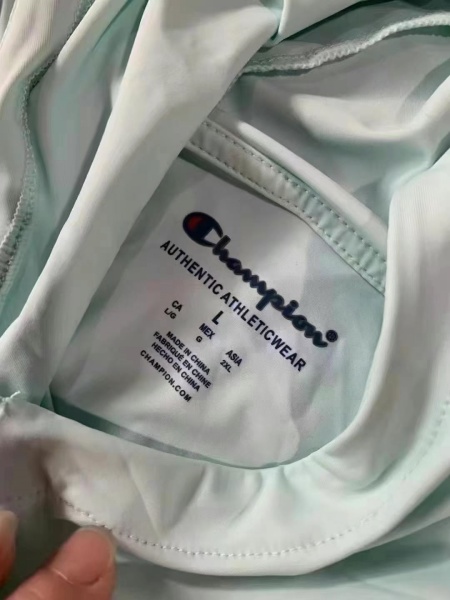 Champion®
AUTHENTIC ATHLETICWEAR
L
CA MEX ASIA
L/G G 2XL
MADE IN CHINA
FABRIQUÉ EN CHINE
HECHO EN CHINA
CHAMPION.COM